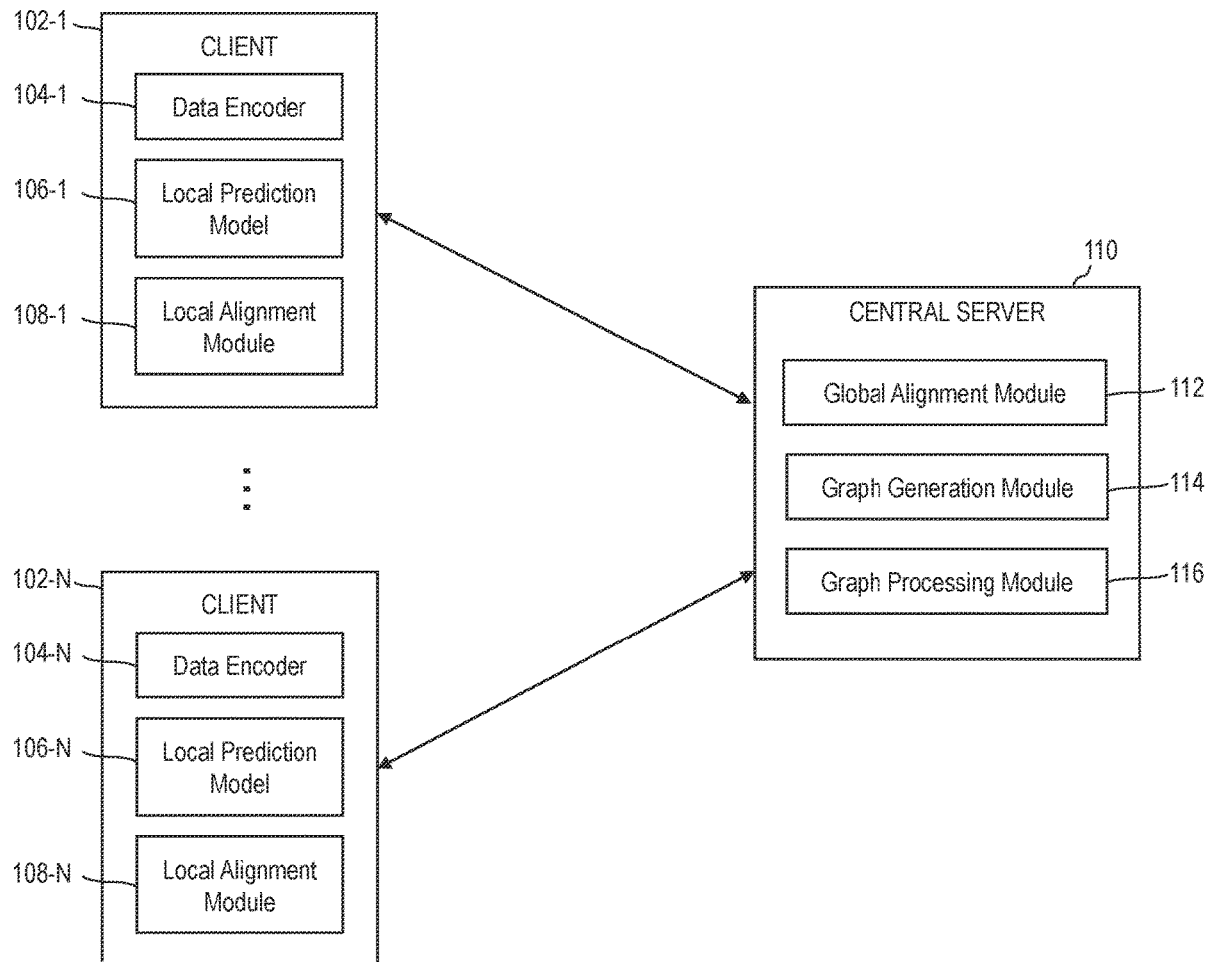 102-1
CLIENT
104-1
Data Encoder
106-1
Local Prediction
Model
108-1
Local Alignment
Module
110
CENTRAL SERVER
Global Alignment Module
112
Graph Generation Module
114
Graph Processing Module
116
102-N
CLIENT
104-N
Data Encoder
106-N
Local Prediction
Model
108-N
Local Alignment
Module